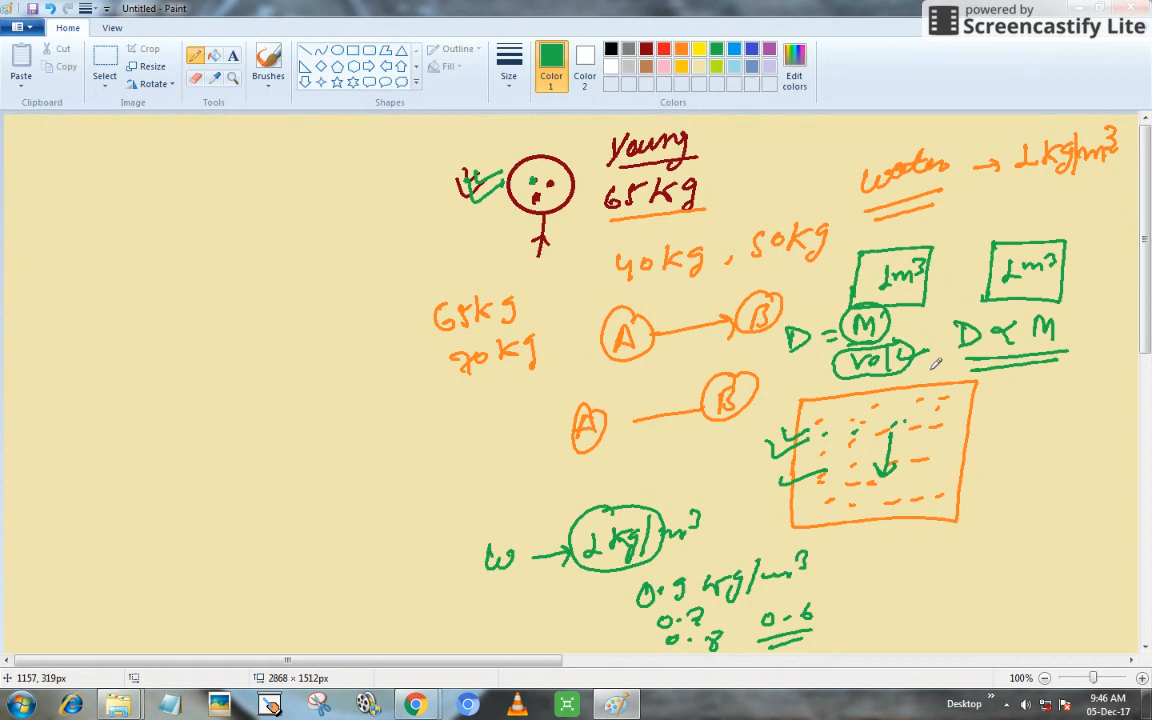 Untitled - Paint
powered by
Screencastify Lite
Home
View
Paste
Cut
Copy
Clipboard
Select
Crop
Resize
Rotate
Image
Tools
Brushes
Shapes
Outline
Fill
Size
Color 1
Color 2
Edit colors
Colors
Young
65Kg
water → 1kg/m³
40kg, 50kg
1m³
1m³
65kg
70kg
A
B
D = M
Vol
D ∝ M
A
B
w → 1kg/m³
0.9 kg/m³
0.7
0.8
0.6
1157, 319px
2868 × 1512px
100%
Desktop
9:46 AM
05-Dec-17